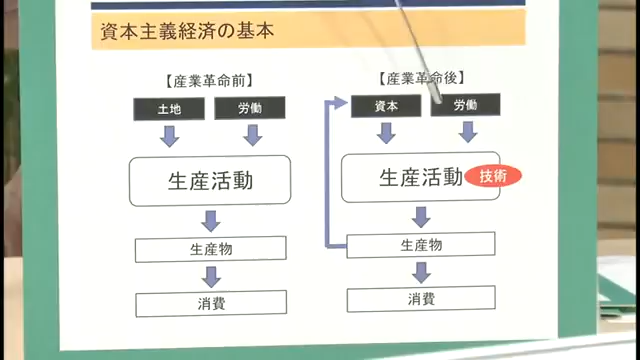 資本主義経済の基本
【産業革命前】
土地 労働
生産活動
生産物
消費
【産業革命後】
資本 労働
生産活動 技術
生産物
消費